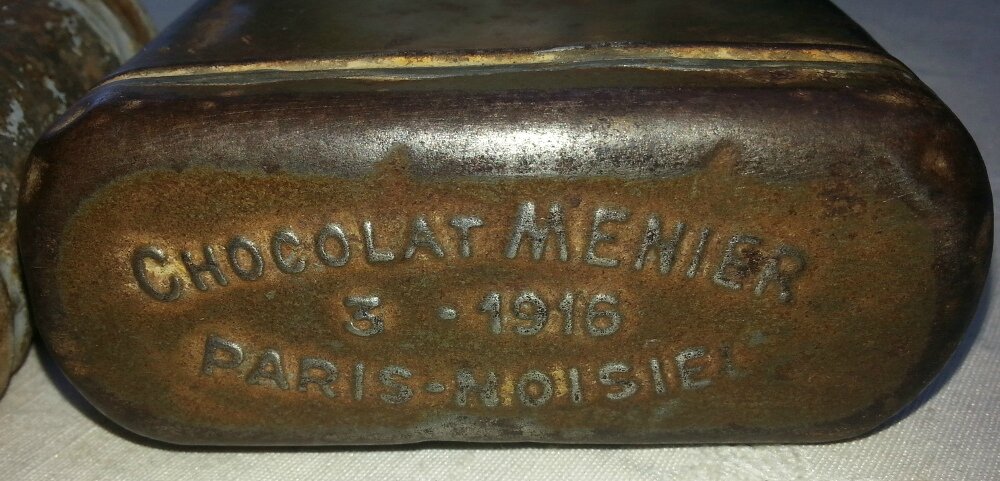 CHOCOLAT MENIER
3 · 1916
PARIS-NOISIEL